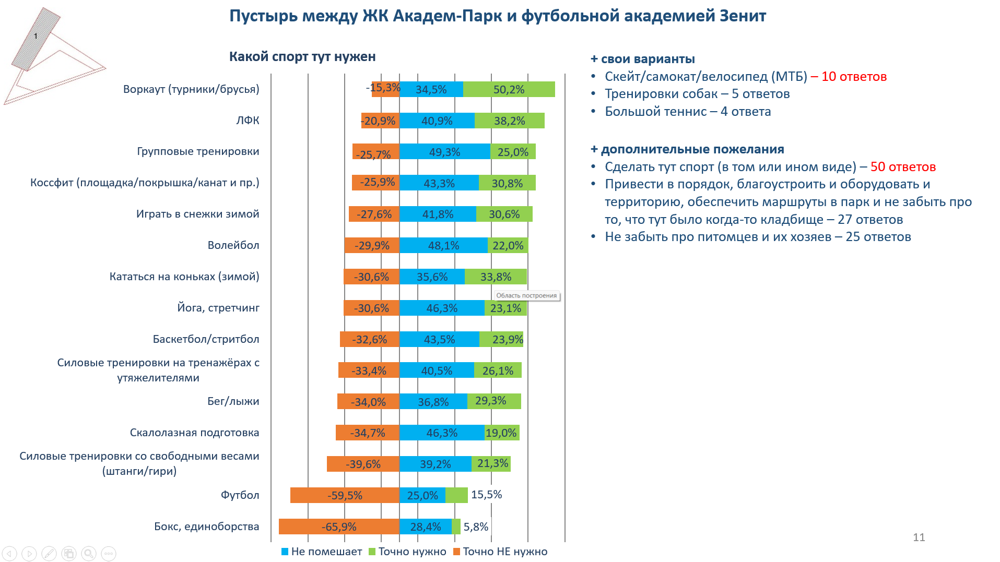 Пустырь между ЖК Академ-Парк и футбольной академией Зенит
1
Какой спорт тут нужен
Воркаут (турники/брусья)
-15,3% 34,5% 50,2%
ЛФК
-20,9% 40,9% 38,2%
Групповые тренировки
-25,7% 49,3% 25,0%
Коссфит (площадка/покрышка/канат и пр.)
-25,9% 43,3% 30,8%
Играть в снежки зимой
-27,6% 41,8% 30,6%
Волейбол
-29,9% 48,1% 22,0%
Кататься на коньках (зимой)
-30,6% 35,6% 33,8%
Область построения
Йога, стретчинг
-30,6% 46,3% 23,1%
Баскетбол/стритбол
-32,6% 43,5% 23,9%
Силовые тренировки на тренажёрах с
утяжелителями
-33,4% 40,5% 26,1%
Бег/лыжи
-34,0% 36,8% 29,3%
Скалолазная подготовка
-34,7% 46,3% 19,0%
Силовые тренировки со свободными весами
(штанги/гири)
-39,6% 39,2% 21,3%
Футбол
-59,5% 25,0% 15,5%
Бокс, единоборства
-65,9% 28,4% 5,8%
Не помешает Точно нужно Точно НЕ нужно
+ свои варианты
• Скейт/самокат/велосипед (МТБ) – 10 ответов
• Тренировки собак – 5 ответов
• Большой теннис – 4 ответа
+ дополнительные пожелания
• Сделать тут спорт (в том или ином виде) – 50 ответов
• Привести в порядок, благоустроить и оборудовать и
территорию, обеспечить маршруты в парк и не забыть про
то, что тут было когда-то кладбище – 27 ответов
• Не забыть про питомцев и их хозяев – 25 ответов
11